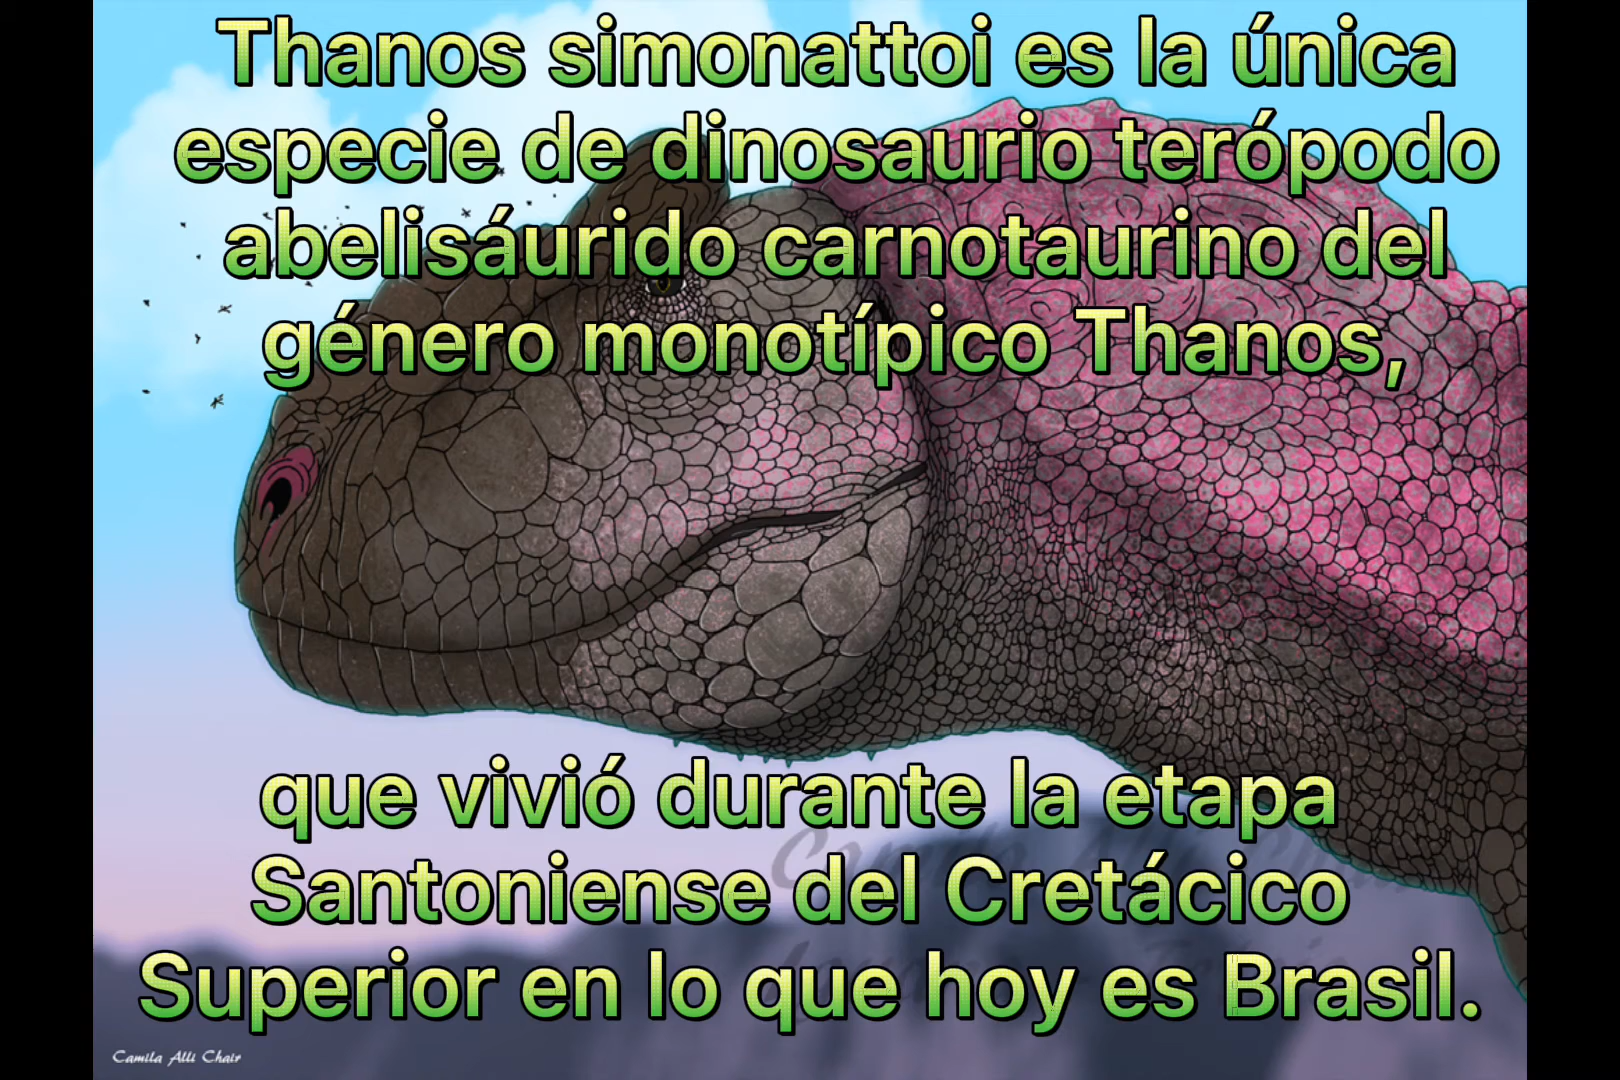 Thanos simonattoi es la única
especie de dinosaurio terópodo
abelisáurido carnotaurino del
género monotípico Thanos,
que vivió durante la etapa
Santoniense del Cretácico
Superior en lo que hoy es Brasil.
Camila Alli Chair